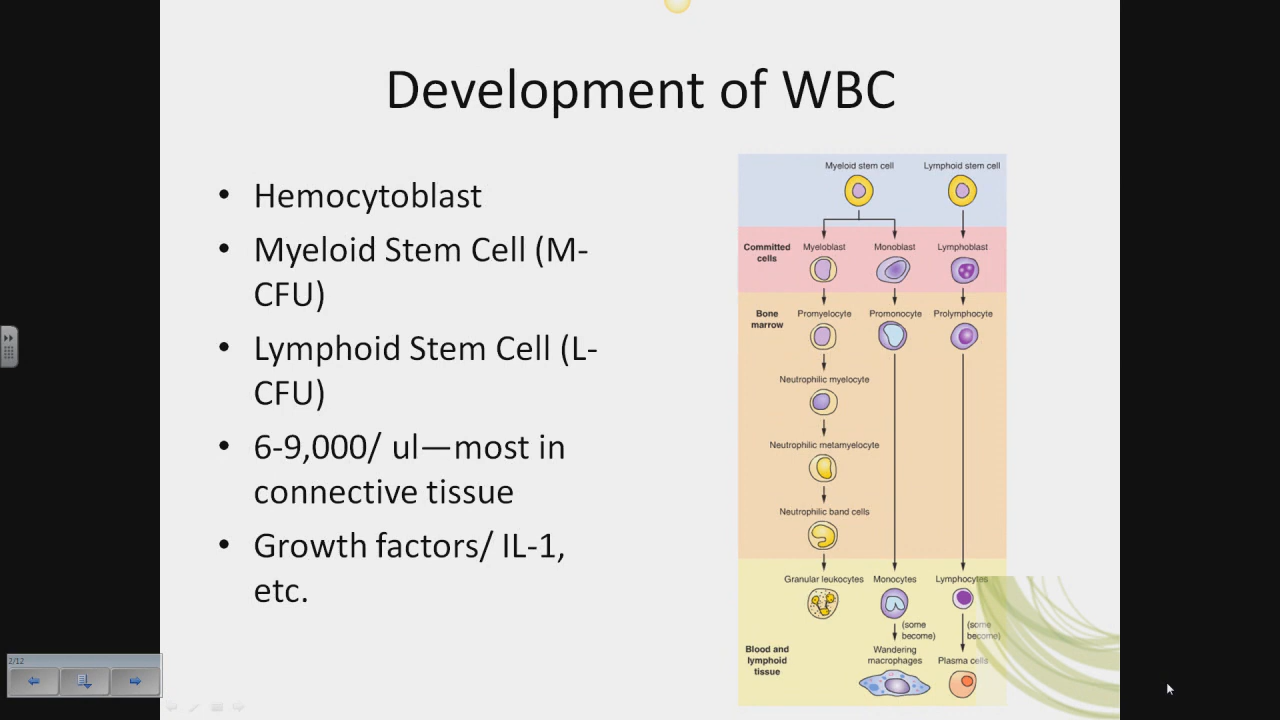 Development of WBC
• Hemocytoblast
• Myeloid Stem Cell (M-
CFU)
• Lymphoid Stem Cell (L-
CFU)
• 6-9,000/ ul—most in
connective tissue
• Growth factors/ IL-1,
etc.
Myeloid stem cell
Lymphoid stem cell
Committed
cells
Myeloblast
Monoblast
Lymphoblast
Bone
marrow
Promyelocyte
Promonocyte
Prolymphocyte
Neutrophilic myelocyte
Neutrophilic metamyelocyte
Neutrophilic band cells
Granular leukocytes
Monocytes
Lymphocytes
(some
become)
(some
become)
Blood and
lymphoid
tissue
Wandering
macrophages
Plasma cells
2/12